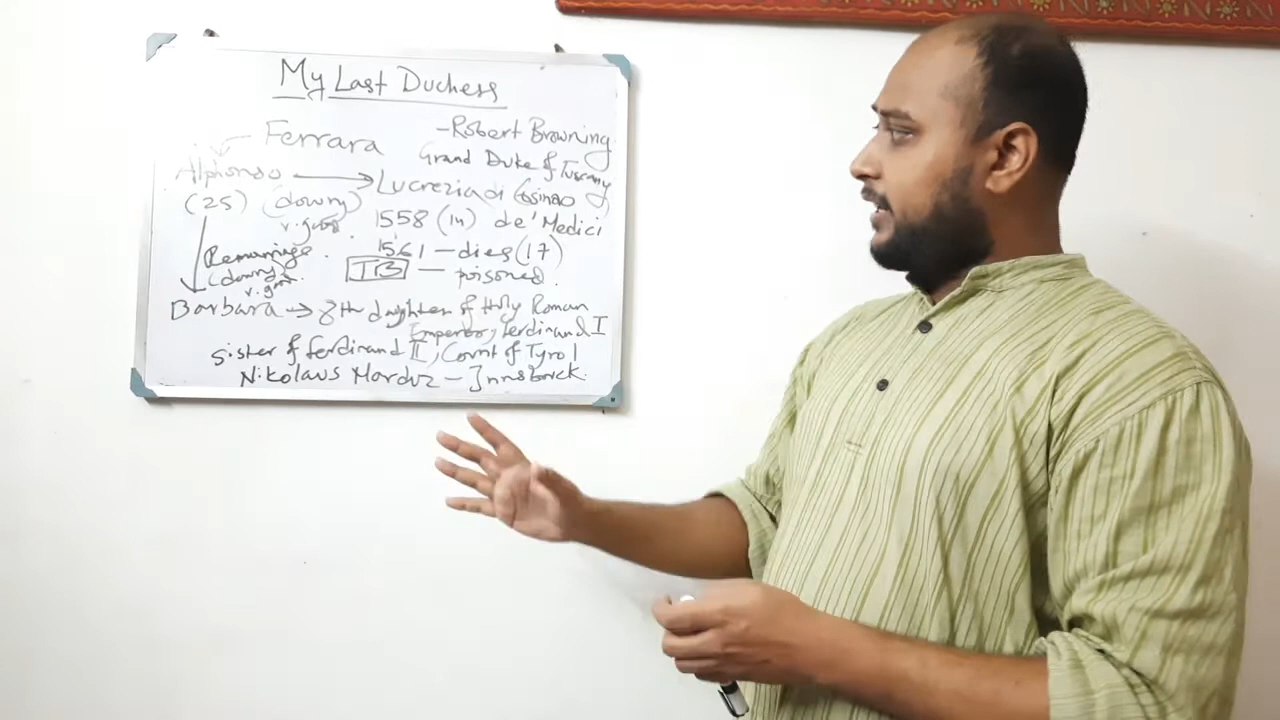 My Last Duchess
Ferrara
- Robert Browning
Grand Duke of Tuscany
Alphonso → Lucrezia di Cosimo
(25) (dowry) 1558 (14) de' Medici
v. good.
Remarriage. 1561 - dies (17)
(dowry TB - poisoned.
v. good.
Barbara → 8th daughter of Holy Roman
Emperor, Ferdinand I
Sister of Ferdinand II, Count of Tyrol
Nikolaus Morduz - Innsbruck.